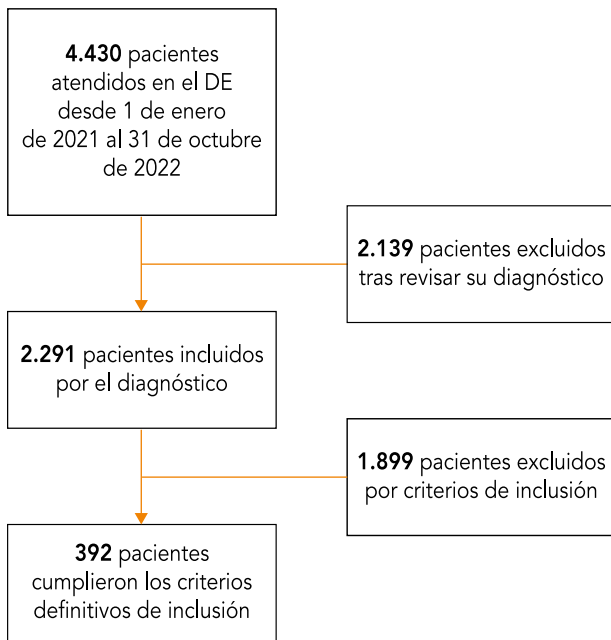 4.430 pacientes
atendidos en el DE
desde 1 de enero
de 2021 al 31 de octubre
de 2022
2.139 pacientes excluidos
tras revisar su diagnóstico
2.291 pacientes incluidos
por el diagnóstico
1.899 pacientes excluidos
por criterios de inclusión
392 pacientes
cumplieron los criterios
definitivos de inclusión